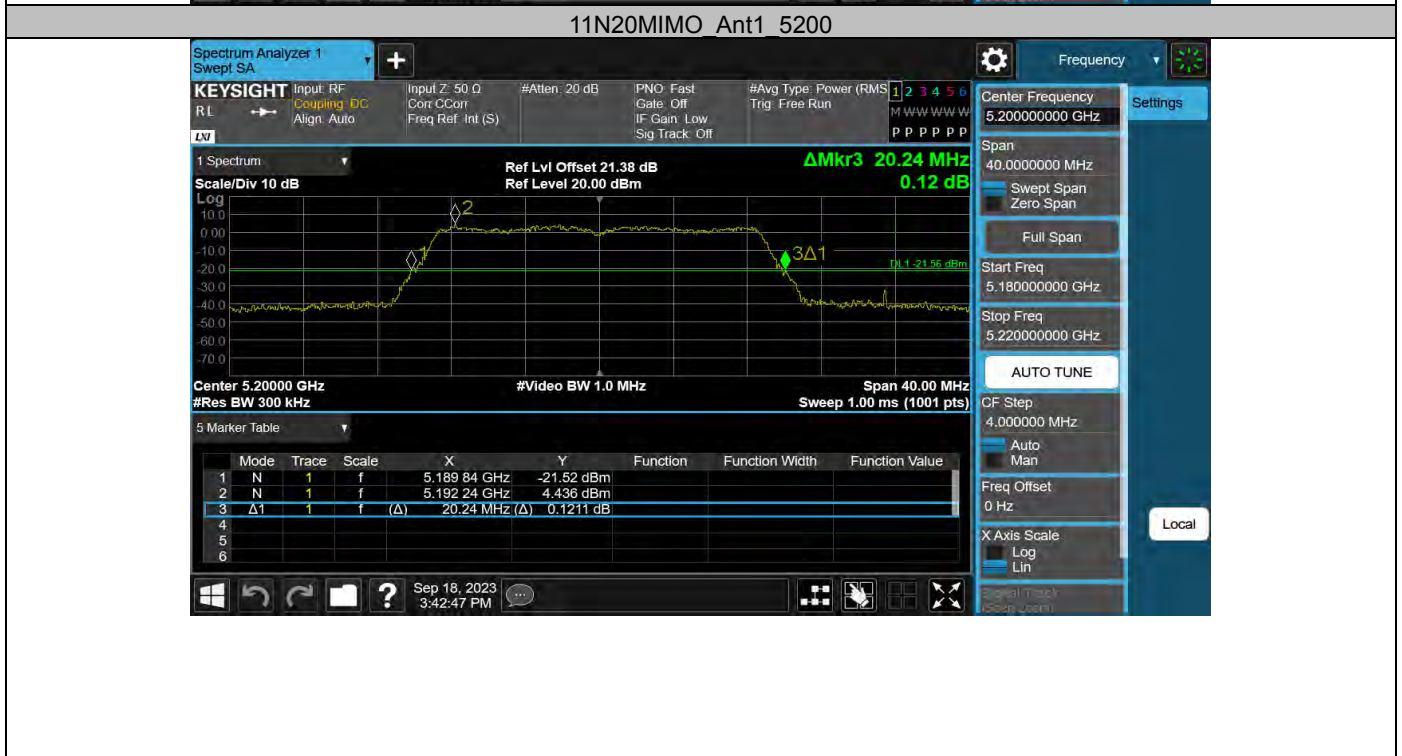 11N20MIMO_Ant1_5200
Spectrum Analyzer 1
Swept SA
Frequency
KEYSIGHT
RL
LXI
Input: RF
Coupling: DC
Align: Auto
Input Z: 50 Ω
Corr CCorr
Freq Ref: Int (S)
#Atten: 20 dB
PNO: Fast
Gate: Off
IF Gain: Low
Sig Track: Off
#Avg Type: Power (RMS
Trig: Free Run
1 2 3 4 5 6
M W W W W W
P P P P P P
1 Spectrum
Scale/Div 10 dB
Ref Lvl Offset 21.38 dB
Ref Level 20.00 dBm
ΔMkr3 20.24 MHz
0.12 dB
Log
10.0
0.00
-10.0
-20.0
-30.0
-40.0
-50.0
-60.0
-70.0
1
2
3Δ1
DL1 -21.56 dBm
Center 5.20000 GHz
#Video BW 1.0 MHz
Span 40.00 MHz
#Res BW 300 kHz
Sweep 1.00 ms (1001 pts)
5 Marker Table
Mode Trace Scale X Y Function Function Width Function Value
1 N 1 f 5.189 84 GHz -21.52 dBm
2 N 1 f 5.192 24 GHz 4.436 dBm
3 Δ1 1 f (Δ) 20.24 MHz (Δ) 0.1211 dB
4
5
6
Sep 18, 2023
3:42:47 PM
Center Frequency
5.200000000 GHz
Settings
Span
40.0000000 MHz
Swept Span
Zero Span
Full Span
Start Freq
5.180000000 GHz
Stop Freq
5.220000000 GHz
AUTO TUNE
CF Step
4.000000 MHz
Auto
Man
Freq Offset
0 Hz
Local
X Axis Scale
Log
Lin
Signal Track
(Span Zoom)